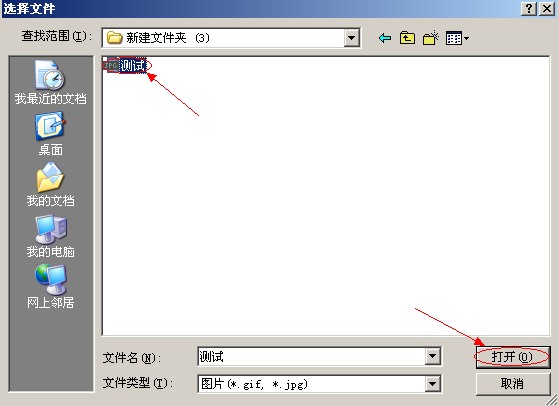 选择文件
查找范围(I):
新建文件夹 (3)
JPG 测试
我最近的文档
桌面
我的文档
我的电脑
网上邻居
文件名(N):
测试
打开(O)
文件类型(T):
图片(*.gif, *.jpg)
取消